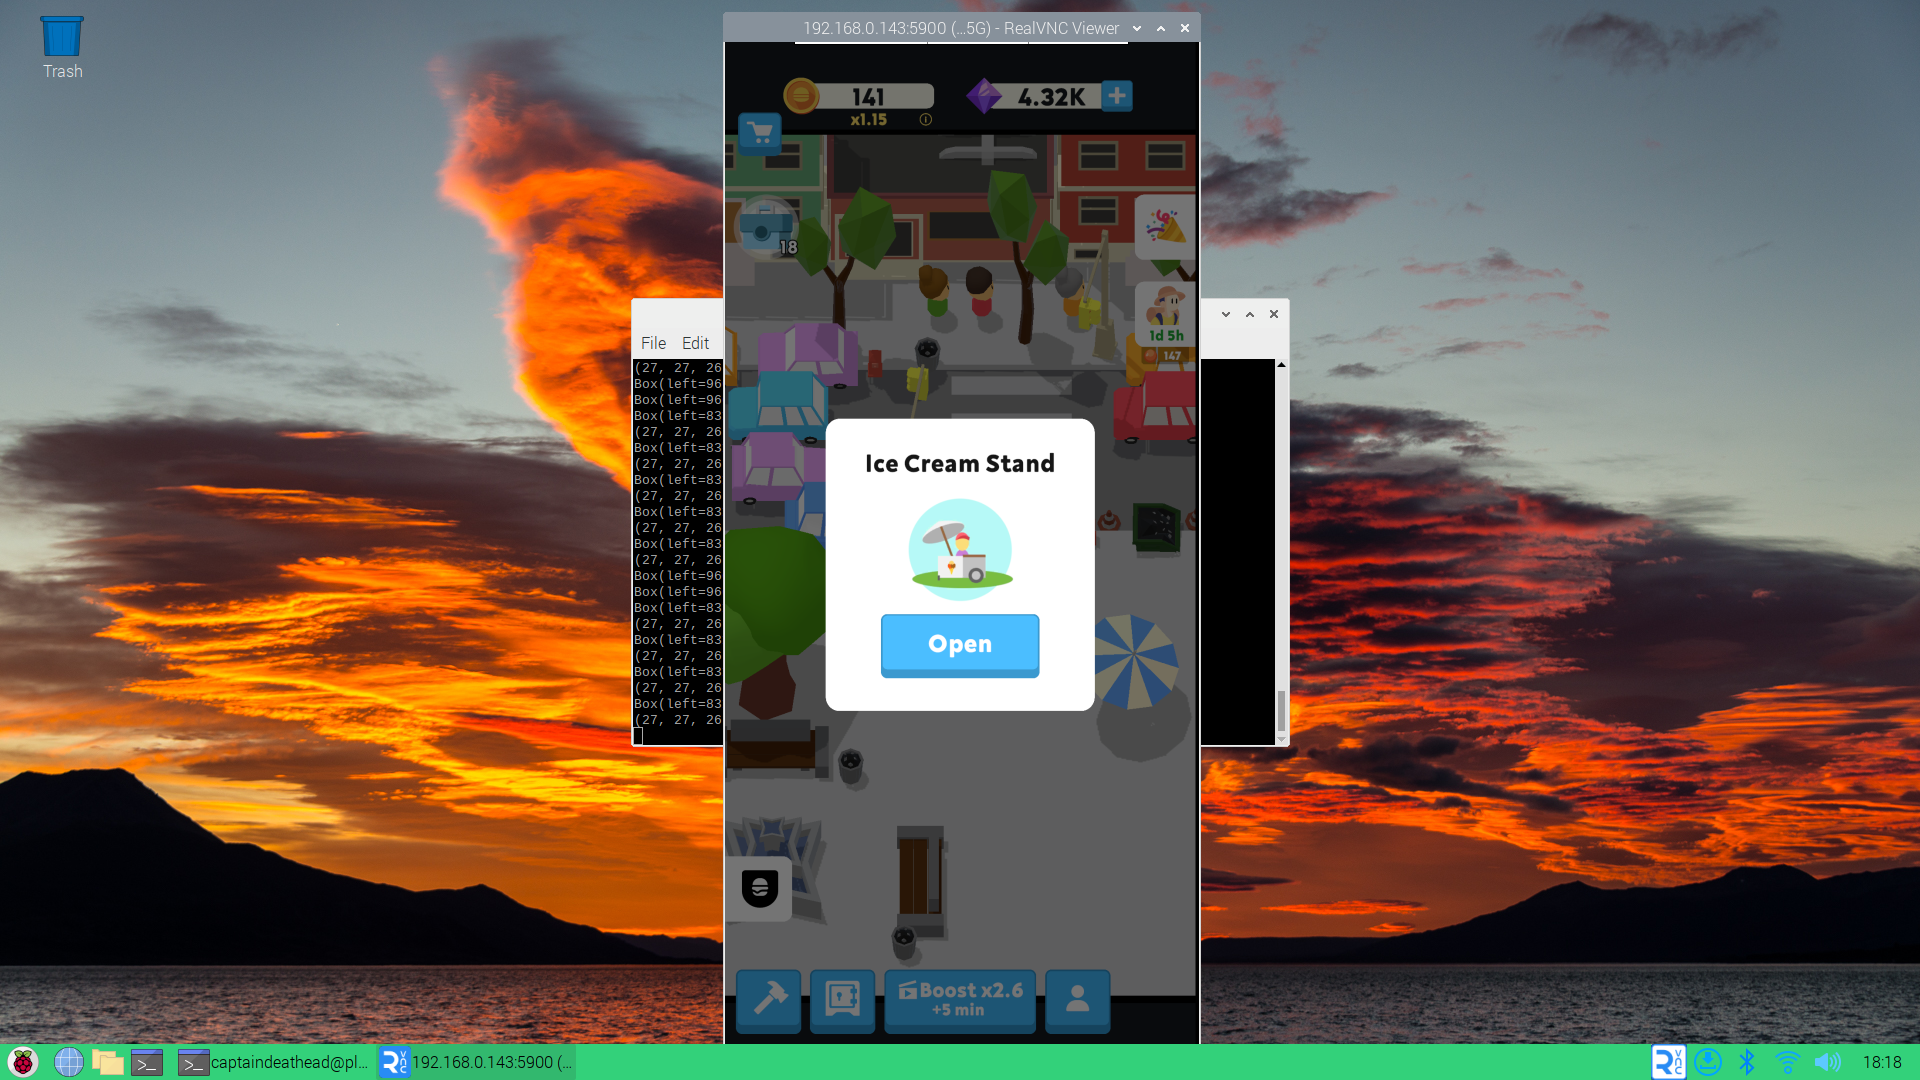 Trash
192.168.0.143:5900 (...5G) - RealVNC Viewer
141
4.32K
x1.15
18
1d 5h
147
File Edit
(27, 27, 26
Box(left=96
Box(left=96
Box(left=83
(27, 27, 26
Box(left=83
(27, 27, 26
Box(left=83
(27, 27, 26
Box(left=83
(27, 27, 26
Box(left=83
(27, 27, 26
Box(left=96
Box(left=96
Box(left=83
(27, 27, 26
Box(left=83
(27, 27, 26
Box(left=83
(27, 27, 26
Box(left=83
(27, 27, 26
Ice Cream Stand
Open
Boost x2.6
+5 min
captaindeathead@pl...
192.168.0.143:5900 (...
18:18